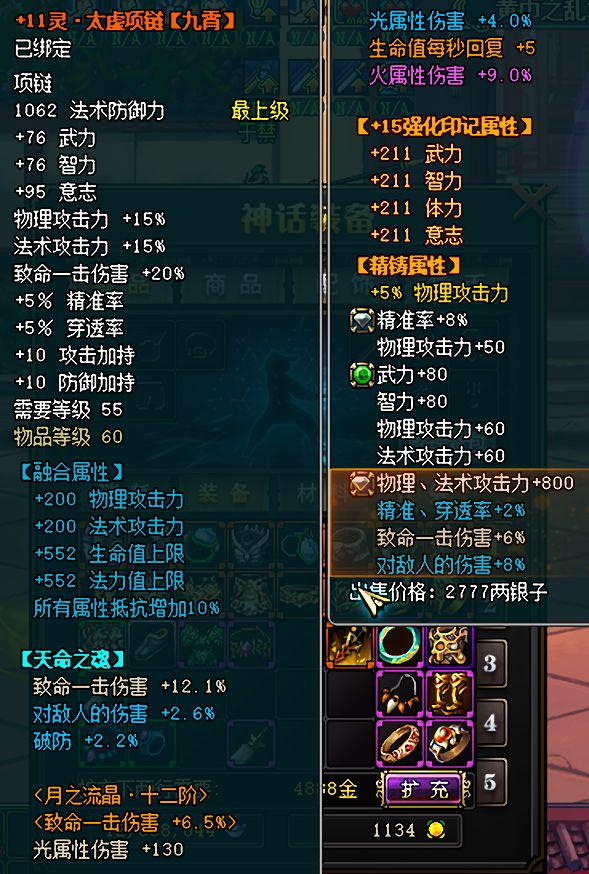 +11灵·太虚项链【九霄】
已绑定
项链
1062 法术防御力 最上级
+76 武力
+76 智力
+95 意志
物理攻击力 +15%
法术攻击力 +15%
致命一击伤害 +20%
+5% 精准率
+5% 穿透率
+10 攻击加持
+10 防御加持
需要等级 55
物品等级 60
【融合属性】
+200 物理攻击力
+200 法术攻击力
+552 生命值上限
+552 法力值上限
所有属性抵抗增加10%
【天命之魂】
致命一击伤害 +12.1%
对敌人的伤害 +2.6%
破防 +2.2%
<月之流晶·十二阶>
<致命一击伤害 +6.5%>
光属性伤害 +130
光属性伤害 +4.0%
生命值每秒回复 +5
火属性伤害 +9.0%
【+15强化印记属性】
+211 武力
+211 智力
+211 体力
+211 意志
【精铸属性】
+5% 物理攻击力
精准率+8%
物理攻击力+50
武力+80
智力+80
物理攻击力+60
法术攻击力+60
物理、法术攻击力+800
精准、穿透率+2%
致命一击伤害+6%
对敌人的伤害+8%
出售价格: 2777两银子
神话装备
商品
装备
3
4
5
8金
扩充
1134